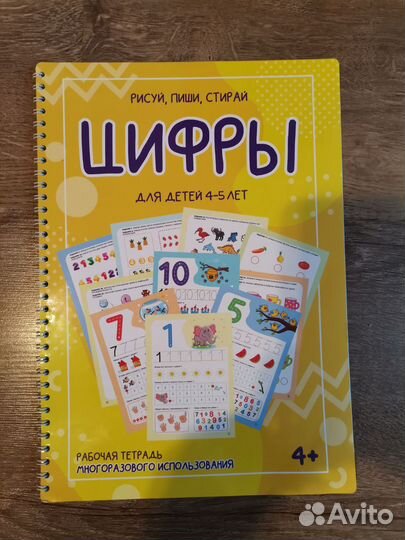 РИСУЙ, ПИШИ, СТИРАЙ
ЦИФРЫ
ДЛЯ ДЕТЕЙ 4-5 ЛЕТ
10
7
1
5
РАБОЧАЯ ТЕТРАДЬ
МНОГОРАЗОВОГО ИСПОЛЬЗОВАНИЯ
4+
Avito